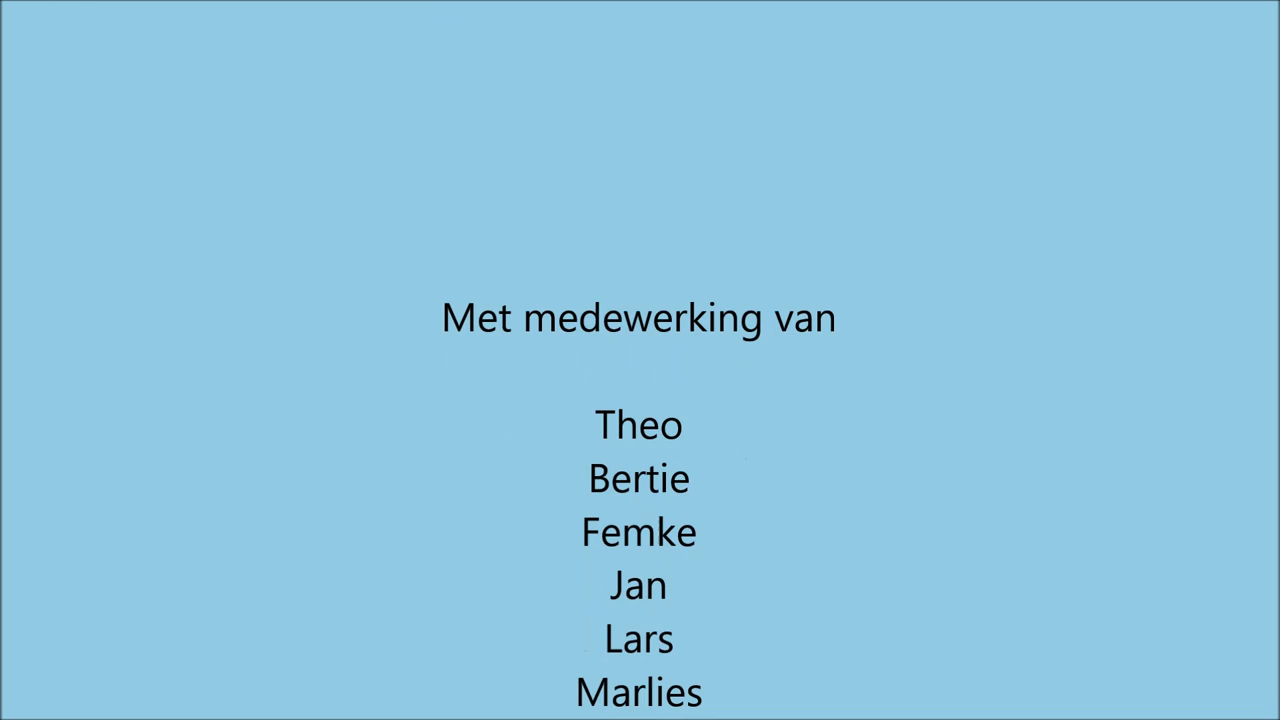 Met medewerking van
Theo
Bertie
Femke
Jan
Lars
Marlies